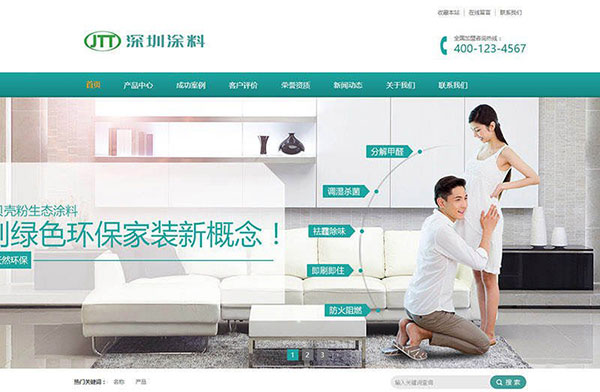 收藏本站 | 在线留言 | 联系我们
JTT 深圳涂料
全国加盟咨询热线：
400-123-4567
首页 产品中心 成功案例 客户评价 荣誉资质 新闻动态 关于我们 联系我们
分解甲醛
调湿杀菌
壳粉生态涂料
绿色环保家装新概念！
祛霾除味
然环保
即刷即住
防火阻燃
1 2 3
热门关键词： 名称 产品
输入关键词查询
搜索